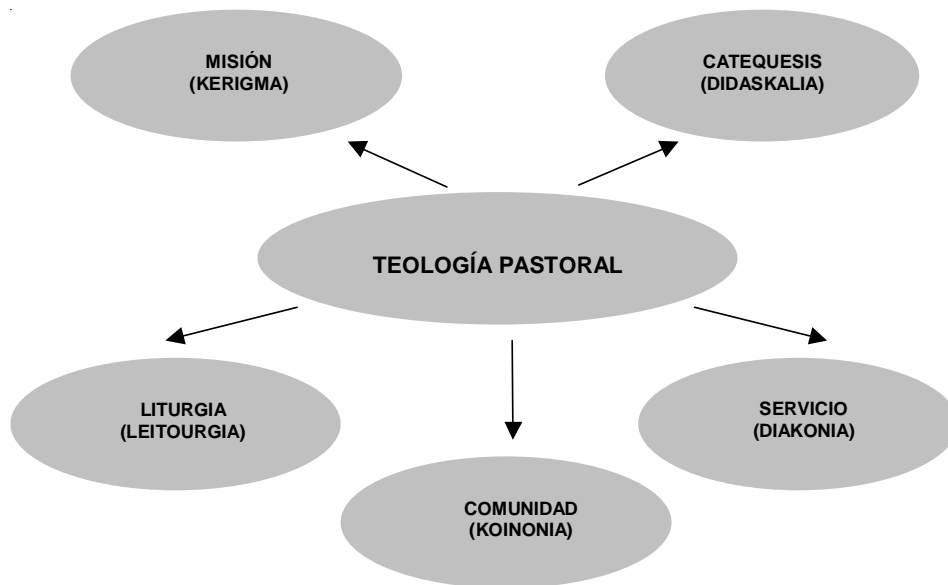 MISIÓN
(KERIGMA)
CATEQUESIS
(DIDASKALIA)
TEOLOGÍA PASTORAL
LITURGIA
(LEITOURGIA)
SERVICIO
(DIAKONIA)
COMUNIDAD
(KOINONIA)